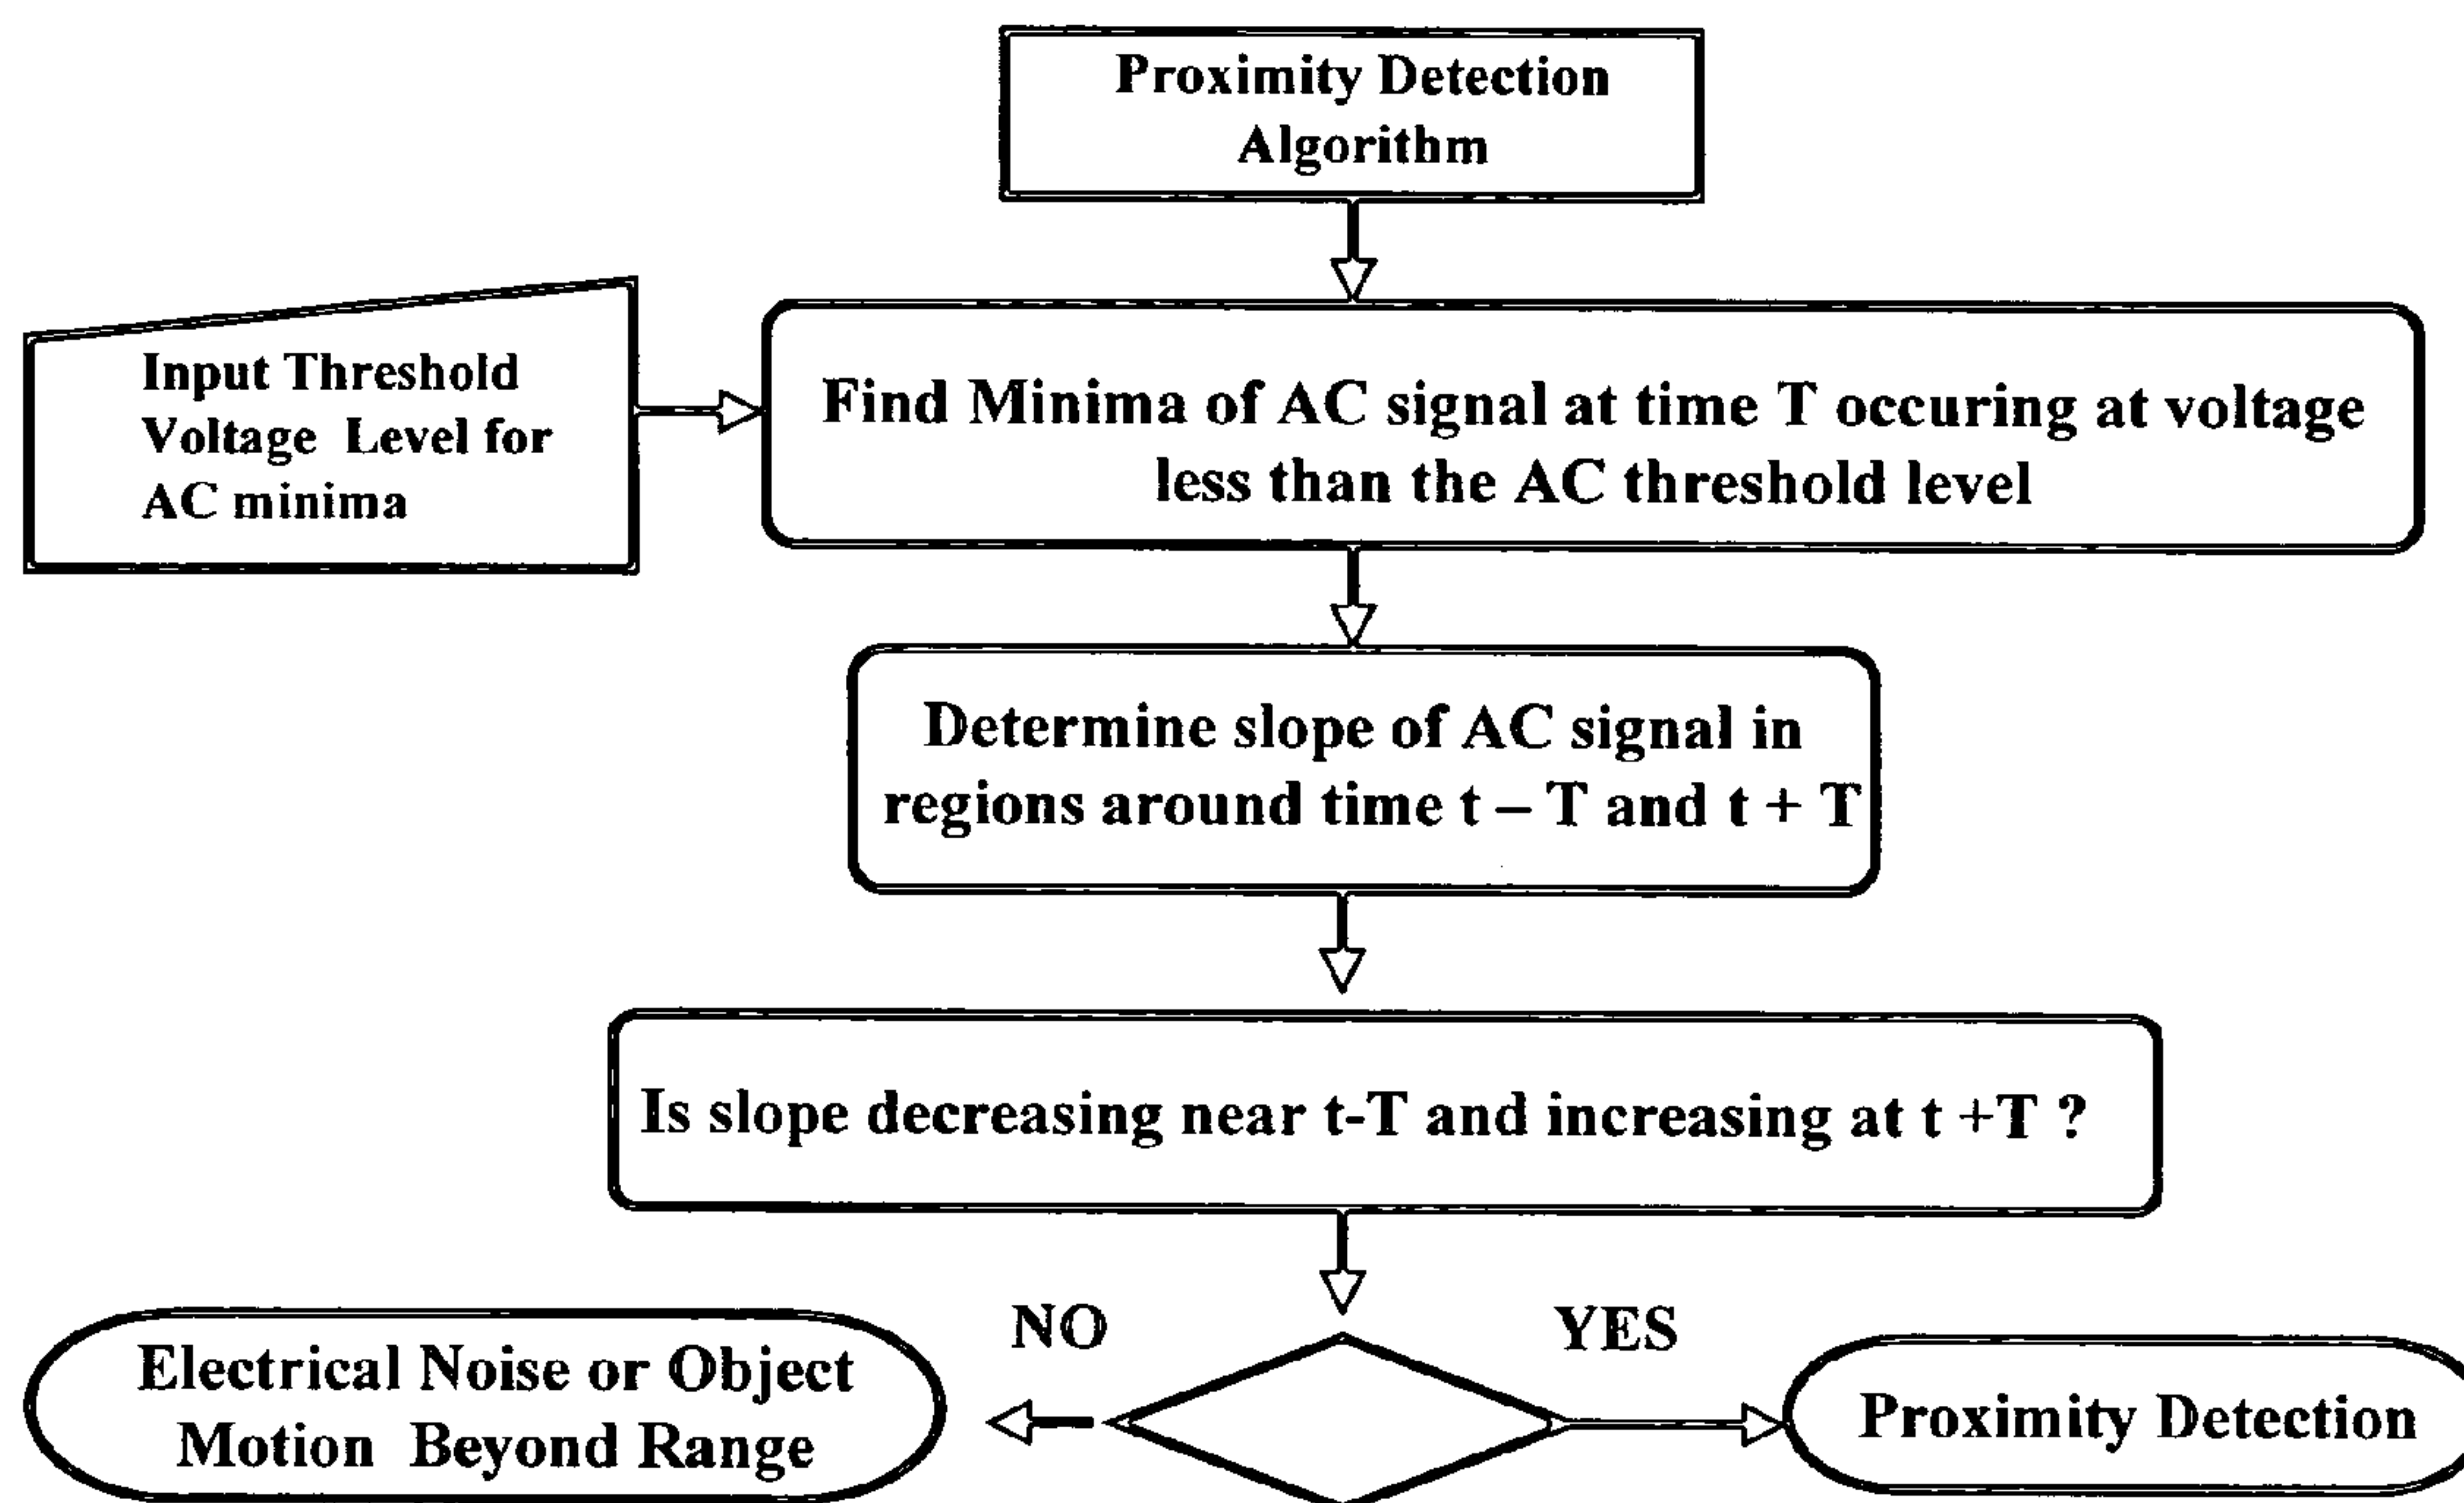 Proximity Detection
Algorithm
Input Threshold
Voltage Level for
AC minima
Find Minima of AC signal at time T occuring at voltage
less than the AC threshold level
Determine slope of AC signal in
regions around time t – T and t + T
Is slope decreasing near t-T and increasing at t +T ?
NO
YES
Electrical Noise or Object
Motion Beyond Range
Proximity Detection